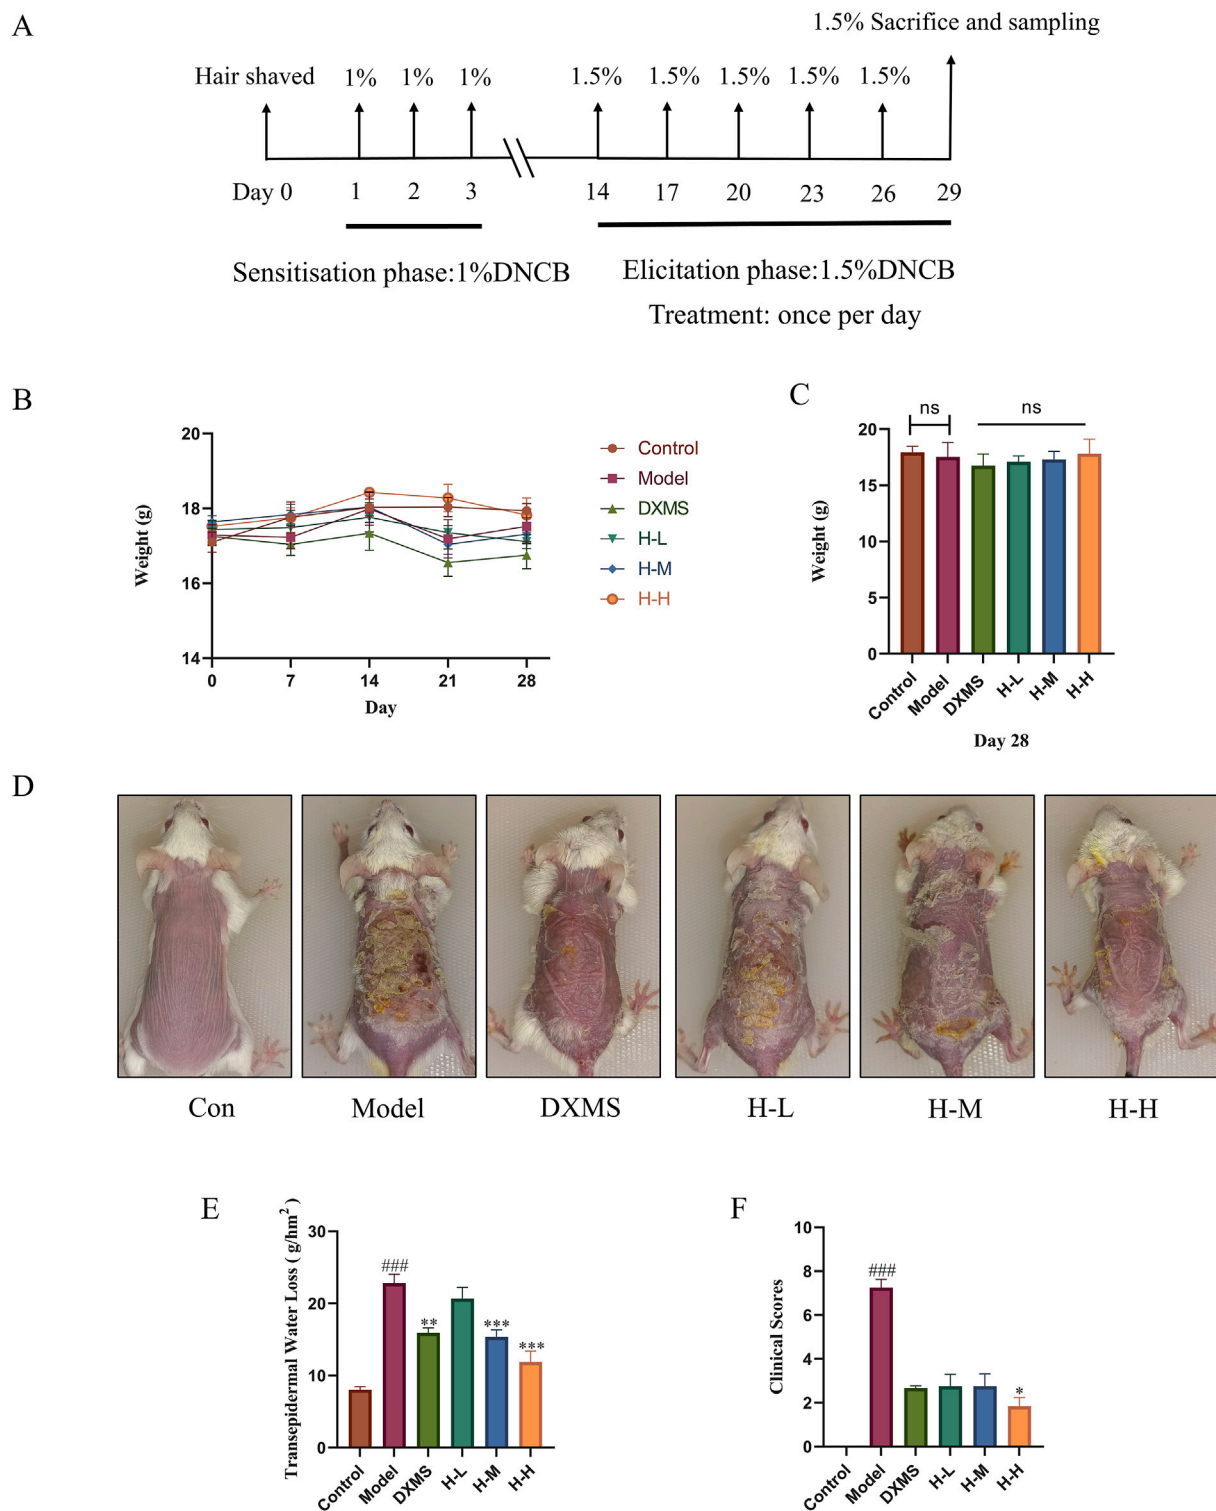 A
1.5% Sacrifice and sampling
Hair shaved 1% 1% 1% 1.5% 1.5% 1.5% 1.5% 1.5%
Day 0 1 2 3 14 17 20 23 26 29
Sensitisation phase:1%DNCB
Elicitation phase:1.5%DNCB
Treatment: once per day
B
Weight (g)
20
18
16
14
0 7 14 21 28
Day
Control
Model
DXMS
H-L
H-M
H-H
C
ns ns
Weight (g)
20
15
10
5
0
Control Model DXMS H-L H-M H-H
Day 28
D
Con Model DXMS H-L H-M H-H
E
Transepidermal Water Loss ( g/hm² )
30
20
10
0
### ** *** ***
Control Model DXMS H-L H-M H-H
F
Clinical Scores
10
8
6
4
2
0
### *
Control Model DXMS H-L H-M H-H